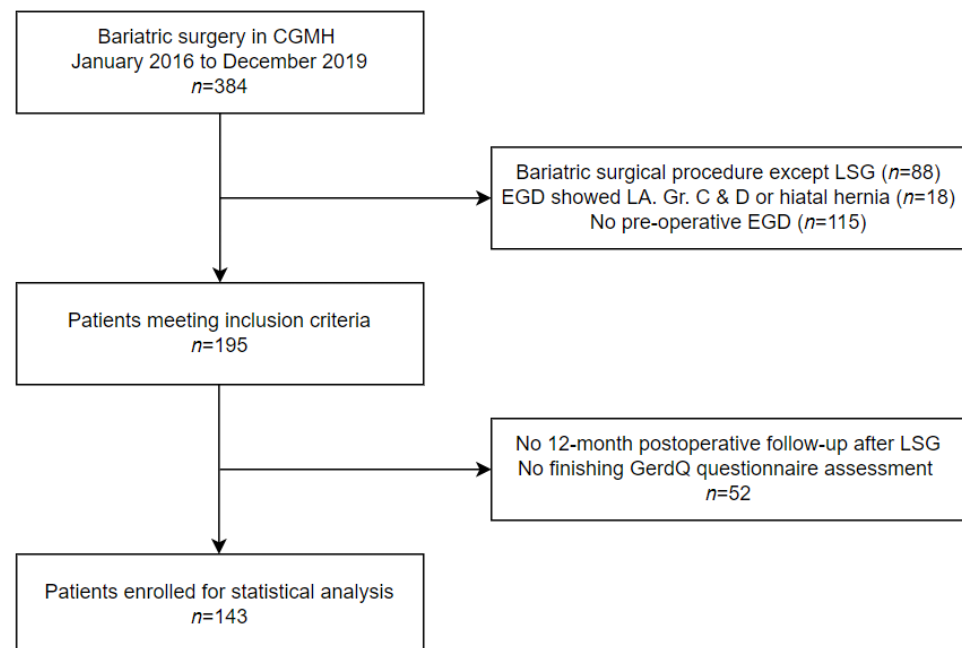 Bariatric surgery in CGMH
January 2016 to December 2019
n=384
Bariatric surgical procedure except LSG (n=88)
EGD showed LA. Gr. C & D or hiatal hernia (n=18)
No pre-operative EGD (n=115)
Patients meeting inclusion criteria
n=195
No 12-month postoperative follow-up after LSG
No finishing GerdQ questionnaire assessment
n=52
Patients enrolled for statistical analysis
n=143